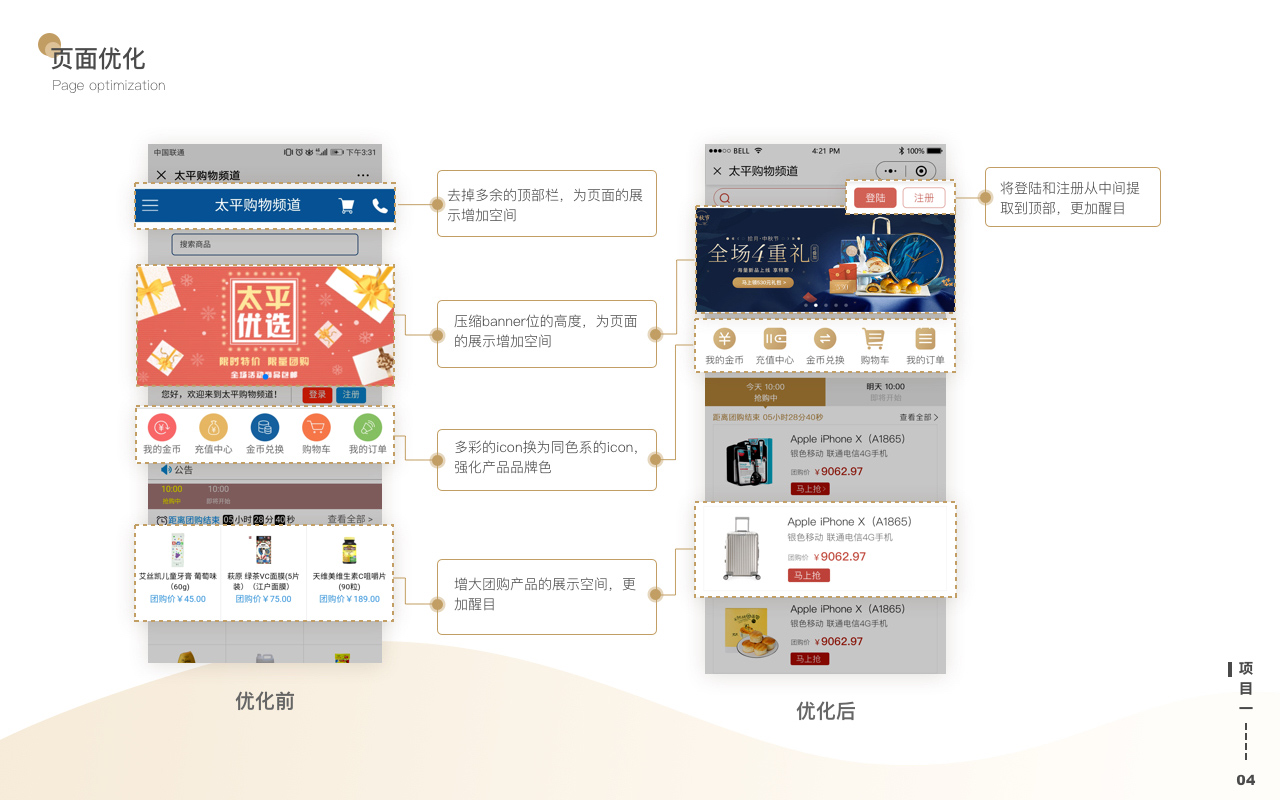 页面优化
Page optimization
中国联通
下午3:31
太平购物频道
太平购物频道
搜索商品
太平
优选
限时特价 限量团购
您好，欢迎来到太平购物频道！
登录
注册
我的金币
充值中心
金币兑换
购物车
我的订单
公告
10:00
抢购中
10:00
即将开始
距离团购结束 05小时28分40秒
查看全部 >
艾丝凯儿童牙膏 葡萄味
(60g)
团购价￥45.00
萩原 绿茶VC面膜(5片
装）（江户面膜）
团购价￥75.00
天维美维生素C咀嚼片
(90粒)
团购价￥189.00
优化前
去掉多余的顶部栏，为页面的展
示增加空间
压缩banner位的高度，为页面
的展示增加空间
多彩的icon换为同色系的icon，
强化产品品牌色
增大团购产品的展示空间，更
加醒目
BELL
4:21 PM
100%
太平购物频道
登陆
注册
拾月·中秋节
全场4重礼
限量新品上线 享特惠
我的金币
充值中心
金币兑换
购物车
我的订单
今天 10:00
抢购中
明天 10:00
即将开始
距离团购结束 05小时28分40秒
查看全部
Apple iPhone X（A1865)
银色移动 联通电信4G手机
团购价 ￥9062.97
马上抢
Apple iPhone X（A1865)
银色移动 联通电信4G手机
团购价 ￥9062.97
马上抢
Apple iPhone X（A1865)
银色移动 联通电信4G手机
团购价 ￥9062.97
马上抢
优化后
将登陆和注册从中间提
取到顶部，更加醒目
项目一
04